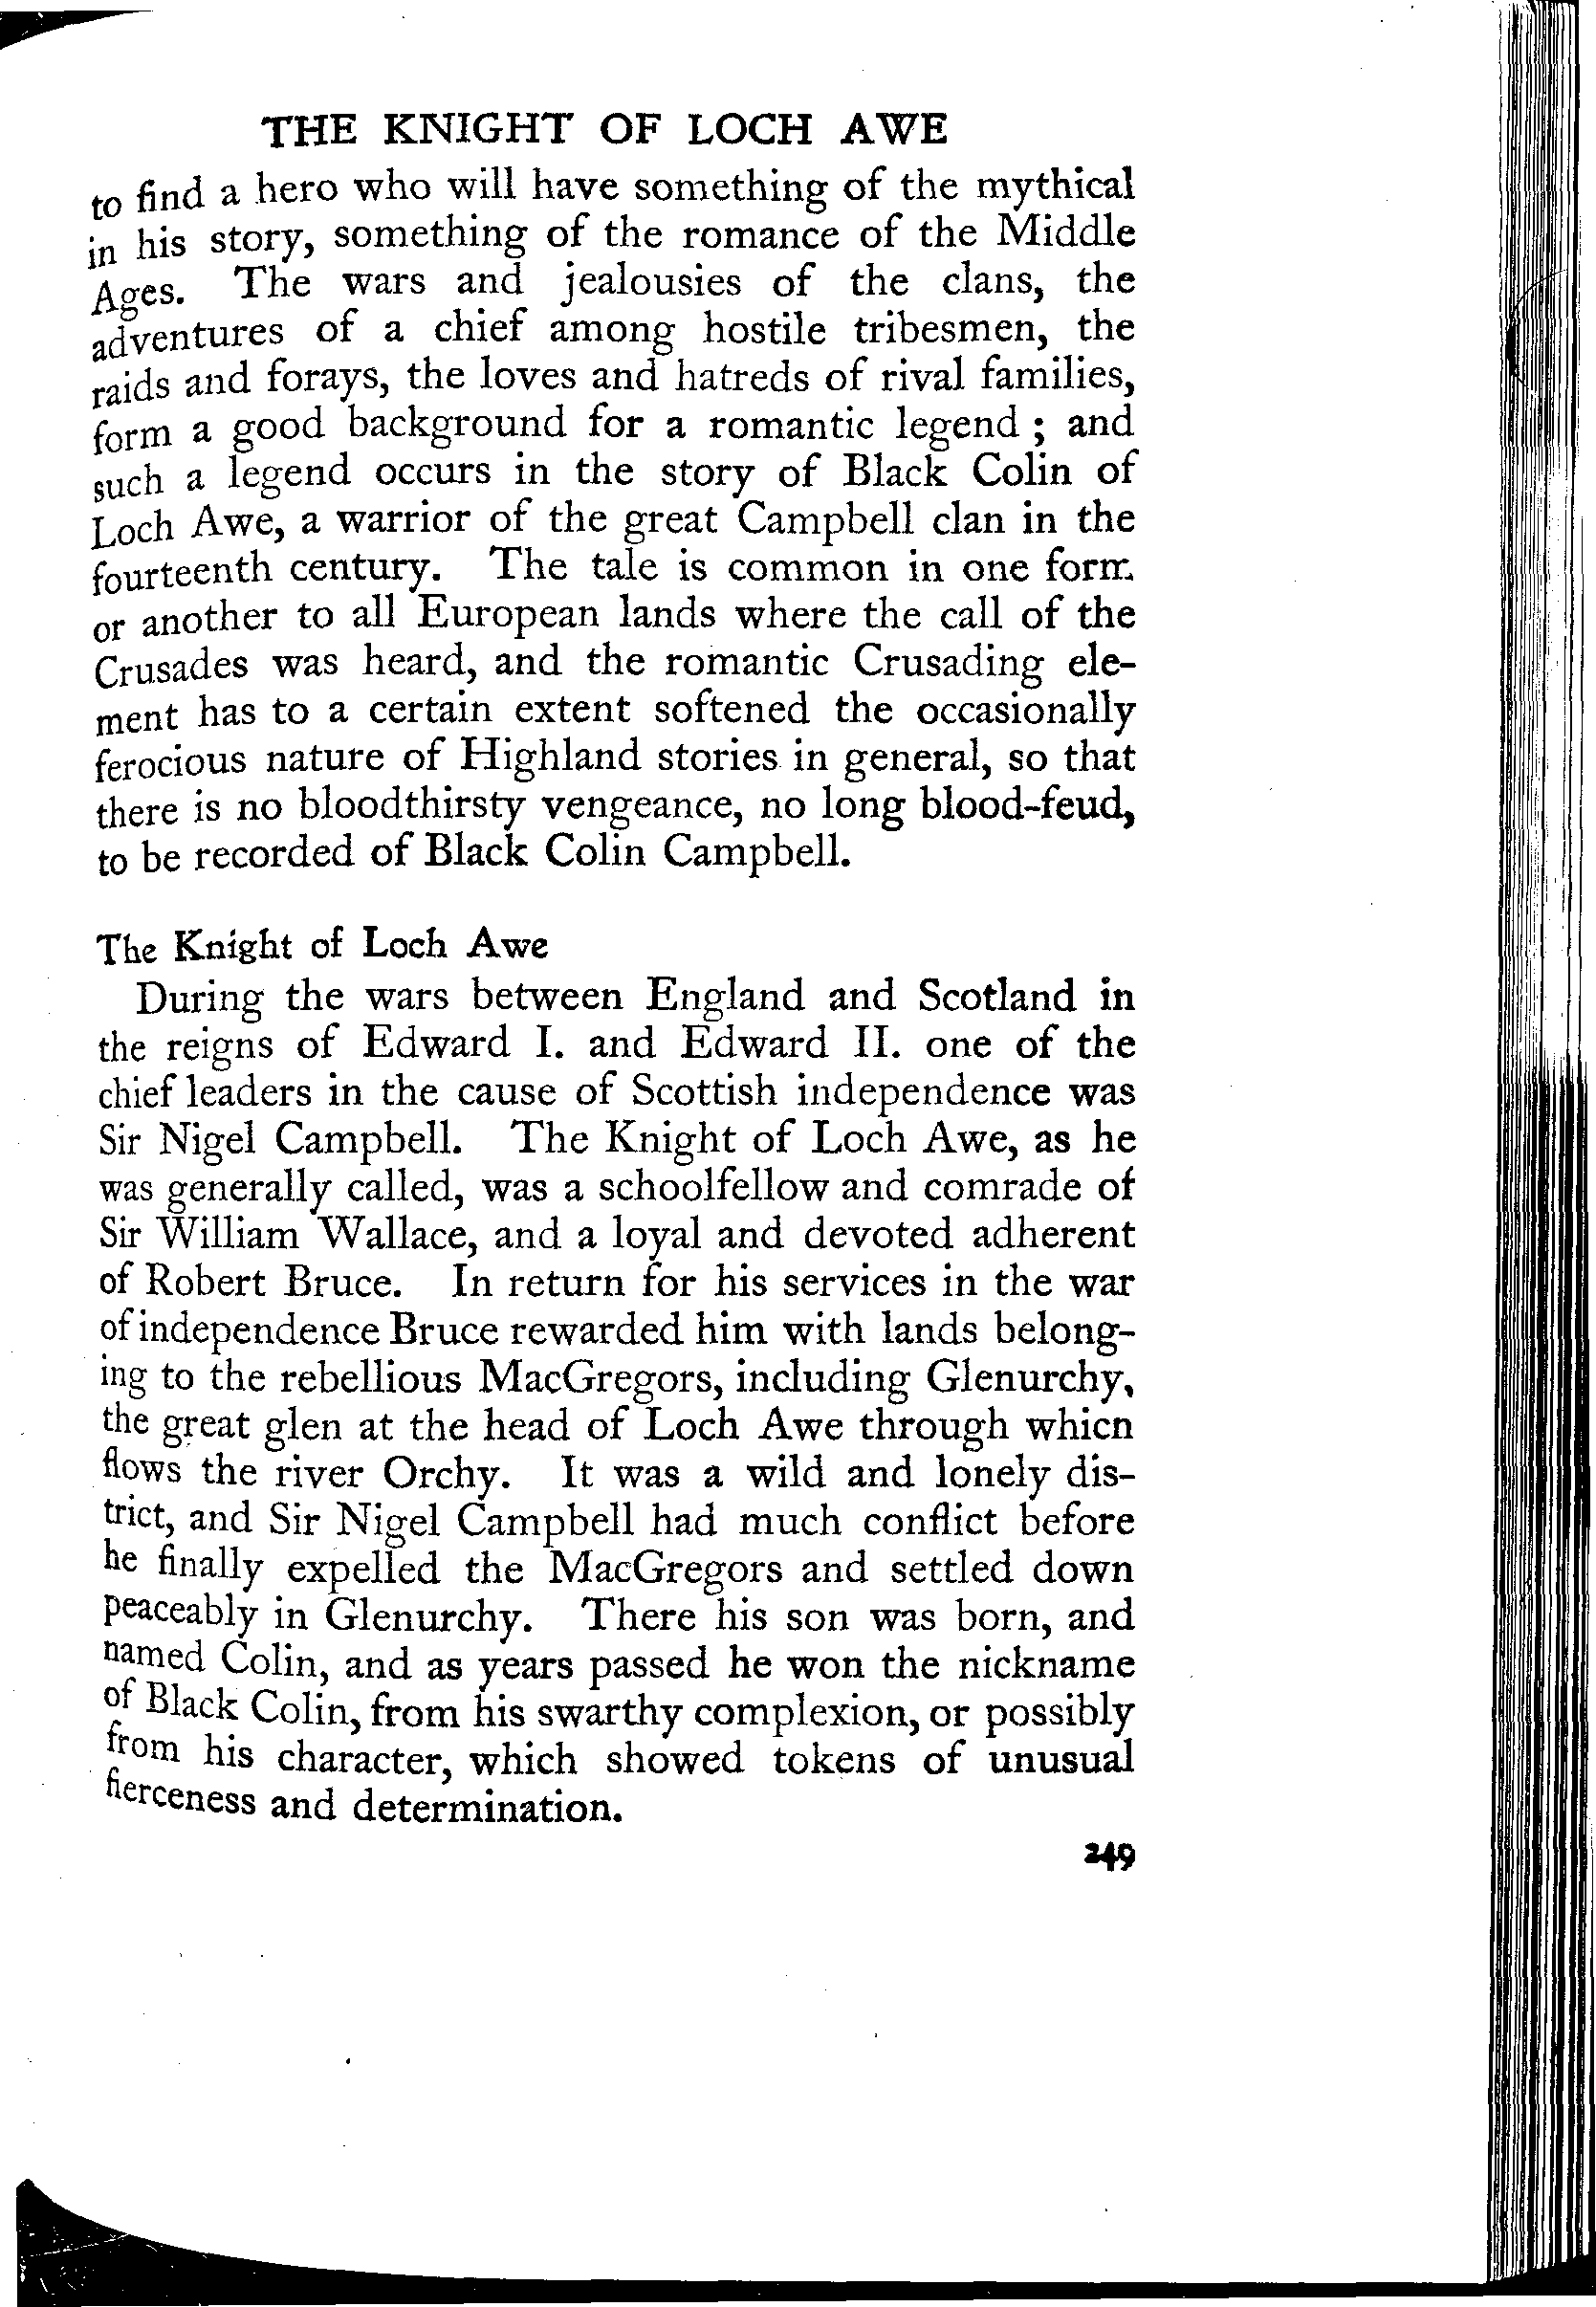 THE KNIGHT OF LOCH AWE
to find a hero who will have something of the mythical
in his story, something of the romance of the Middle
Ages. The wars and jealousies of the clans, the
adventures of a chief among hostile tribesmen, the
raids and forays, the loves and hatreds of rival families,
form a good background for a romantic legend ; and
such a legend occurs in the story of Black Colin of
Loch Awe, a warrior of the great Campbell clan in the
fourteenth century. The tale is common in one form
or another to all European lands where the call of the
Crusades was heard, and the romantic Crusading ele-
ment has to a certain extent softened the occasionally
ferocious nature of Highland stories in general, so that
there is no bloodthirsty vengeance, no long blood-feud,
to be recorded of Black Colin Campbell.
The Knight of Loch Awe
During the wars between England and Scotland in
the reigns of Edward I. and Edward II. one of the
chief leaders in the cause of Scottish independence was
Sir Nigel Campbell. The Knight of Loch Awe, as he
was generally called, was a schoolfellow and comrade of
Sir William Wallace, and a loyal and devoted adherent
of Robert Bruce. In return for his services in the war
of independence Bruce rewarded him with lands belong-
ing to the rebellious MacGregors, including Glenurchy,
the great glen at the head of Loch Awe through which
flows the river Orchy. It was a wild and lonely dis-
trict, and Sir Nigel Campbell had much conflict before
he finally expelled the MacGregors and settled down
peaceably in Glenurchy. There his son was born, and
named Colin, and as years passed he won the nickname
of Black Colin, from his swarthy complexion, or possibly
from his character, which showed tokens of unusual
fierceness and determination.
249